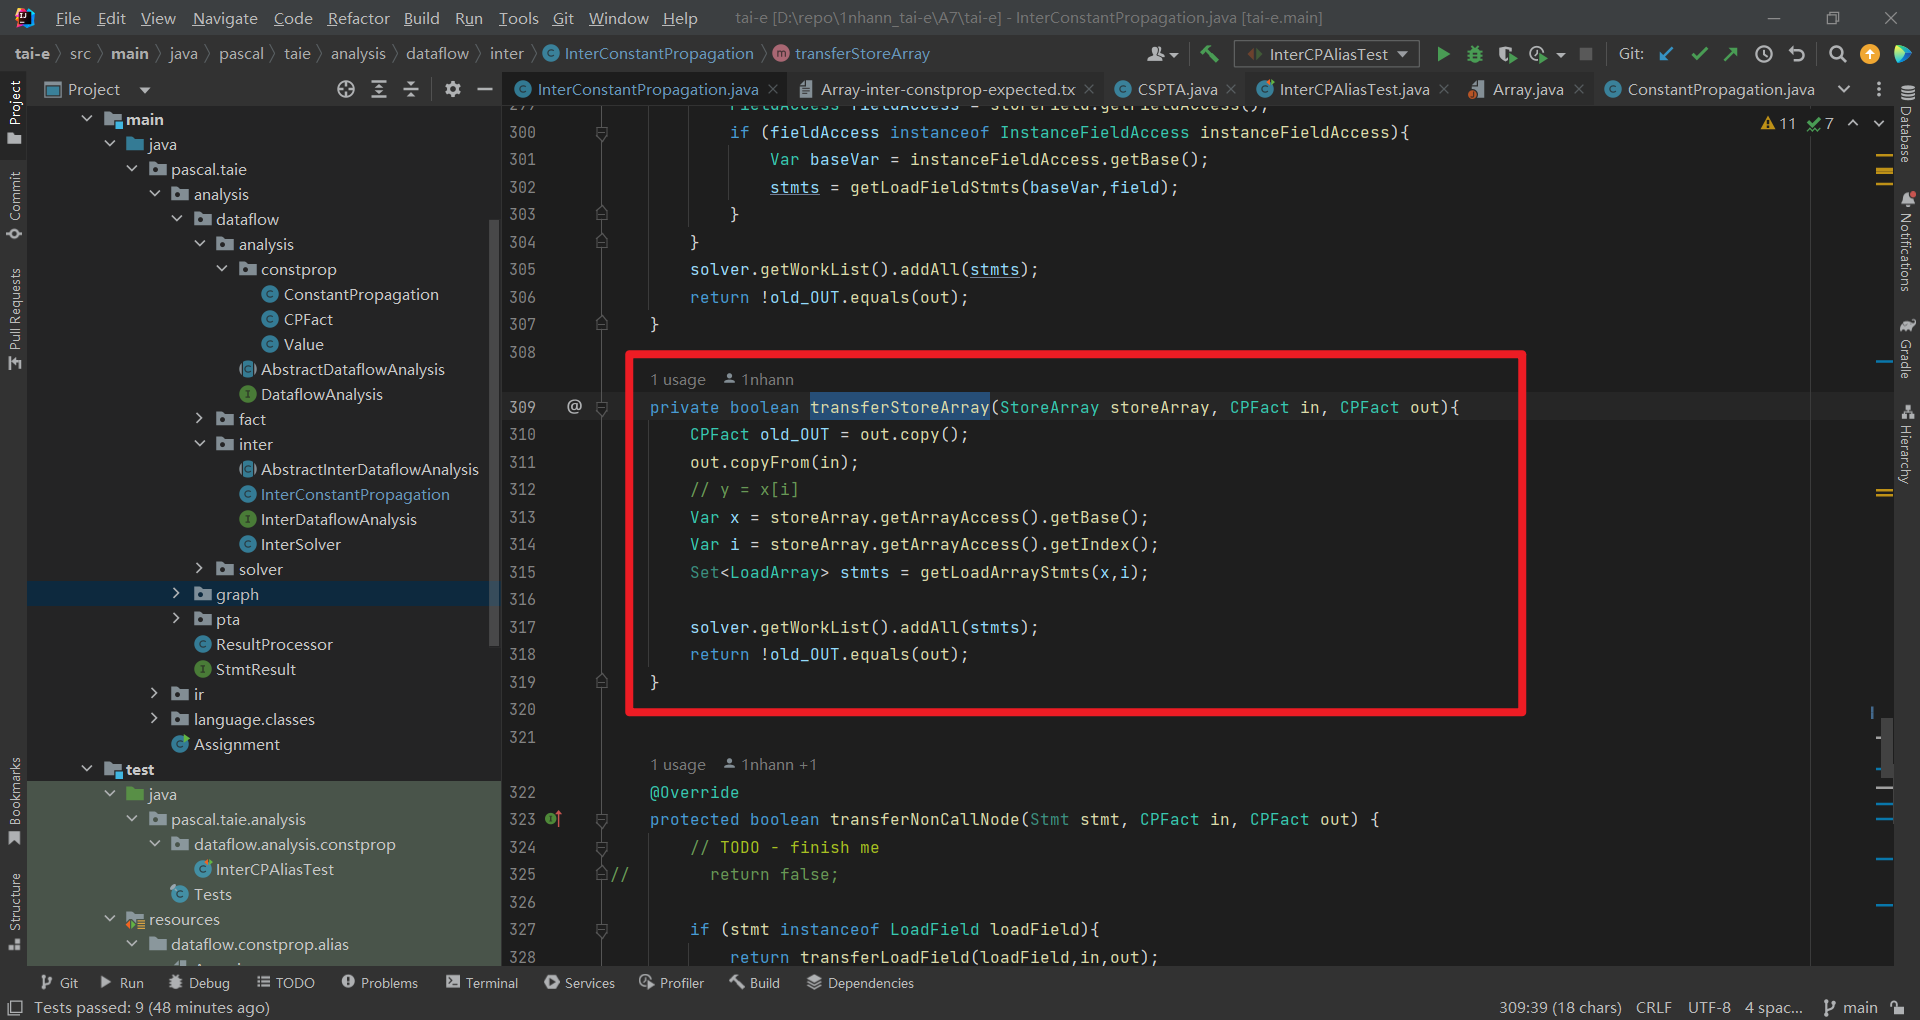 File Edit View Navigate Code Refactor Build Run Tools Git Window Help tai-e [D:\repo\1nhann_tai-e\A7\tai-e] - InterConstantPropagation.java [tai-e.main]
tai-e src main java pascal taie analysis dataflow inter InterConstantPropagation transferStoreArray InterCPAliasTest Git:
Project InterConstantPropagation.java Array-inter-constprop-expected.tx CSPTA.java InterCPAliasTest.java Array.java ConstantPropagation.java
Project
Commit
Pull Requests
Bookmarks
Structure
main
java
pascal.taie
analysis
dataflow
analysis
constprop
ConstantPropagation
CPFact
Value
AbstractDataflowAnalysis
DataflowAnalysis
fact
inter
AbstractInterDataflowAnalysis
InterConstantPropagation
InterDataflowAnalysis
InterSolver
solver
graph
pta
ResultProcessor
StmtResult
ir
language.classes
Assignment
test
java
pascal.taie.analysis
dataflow.analysis.constprop
InterCPAliasTest
Tests
resources
dataflow.constprop.alias
11 7
299 FieldAccess fieldAccess = storeField.getFieldAccess();
300 if (fieldAccess instanceof InstanceFieldAccess instanceFieldAccess){
301 Var baseVar = instanceFieldAccess.getBase();
302 stmts = getLoadFieldStmts(baseVar,field);
303 }
304 }
305 solver.getWorkList().addAll(stmts);
306 return !old_OUT.equals(out);
307 }
308
1 usage 1nhann
309 @ private boolean transferStoreArray(StoreArray storeArray, CPFact in, CPFact out){
310 CPFact old_OUT = out.copy();
311 out.copyFrom(in);
312 // y = x[i]
313 Var x = storeArray.getArrayAccess().getBase();
314 Var i = storeArray.getArrayAccess().getIndex();
315 Set<LoadArray> stmts = getLoadArrayStmts(x,i);
316
317 solver.getWorkList().addAll(stmts);
318 return !old_OUT.equals(out);
319 }
320
321
1 usage 1nhann +1
322 @Override
323 protected boolean transferNonCallNode(Stmt stmt, CPFact in, CPFact out) {
324 // TODO - finish me
325 // return false;
326
327 if (stmt instanceof LoadField loadField){
328 return transferLoadField(loadField,in,out);
Database
Notifications
Gradle
Hierarchy
Git Run Debug TODO Problems Terminal Services Profiler Build Dependencies
Tests passed: 9 (48 minutes ago) 309:39 (18 chars) CRLF UTF-8 4 spac... main